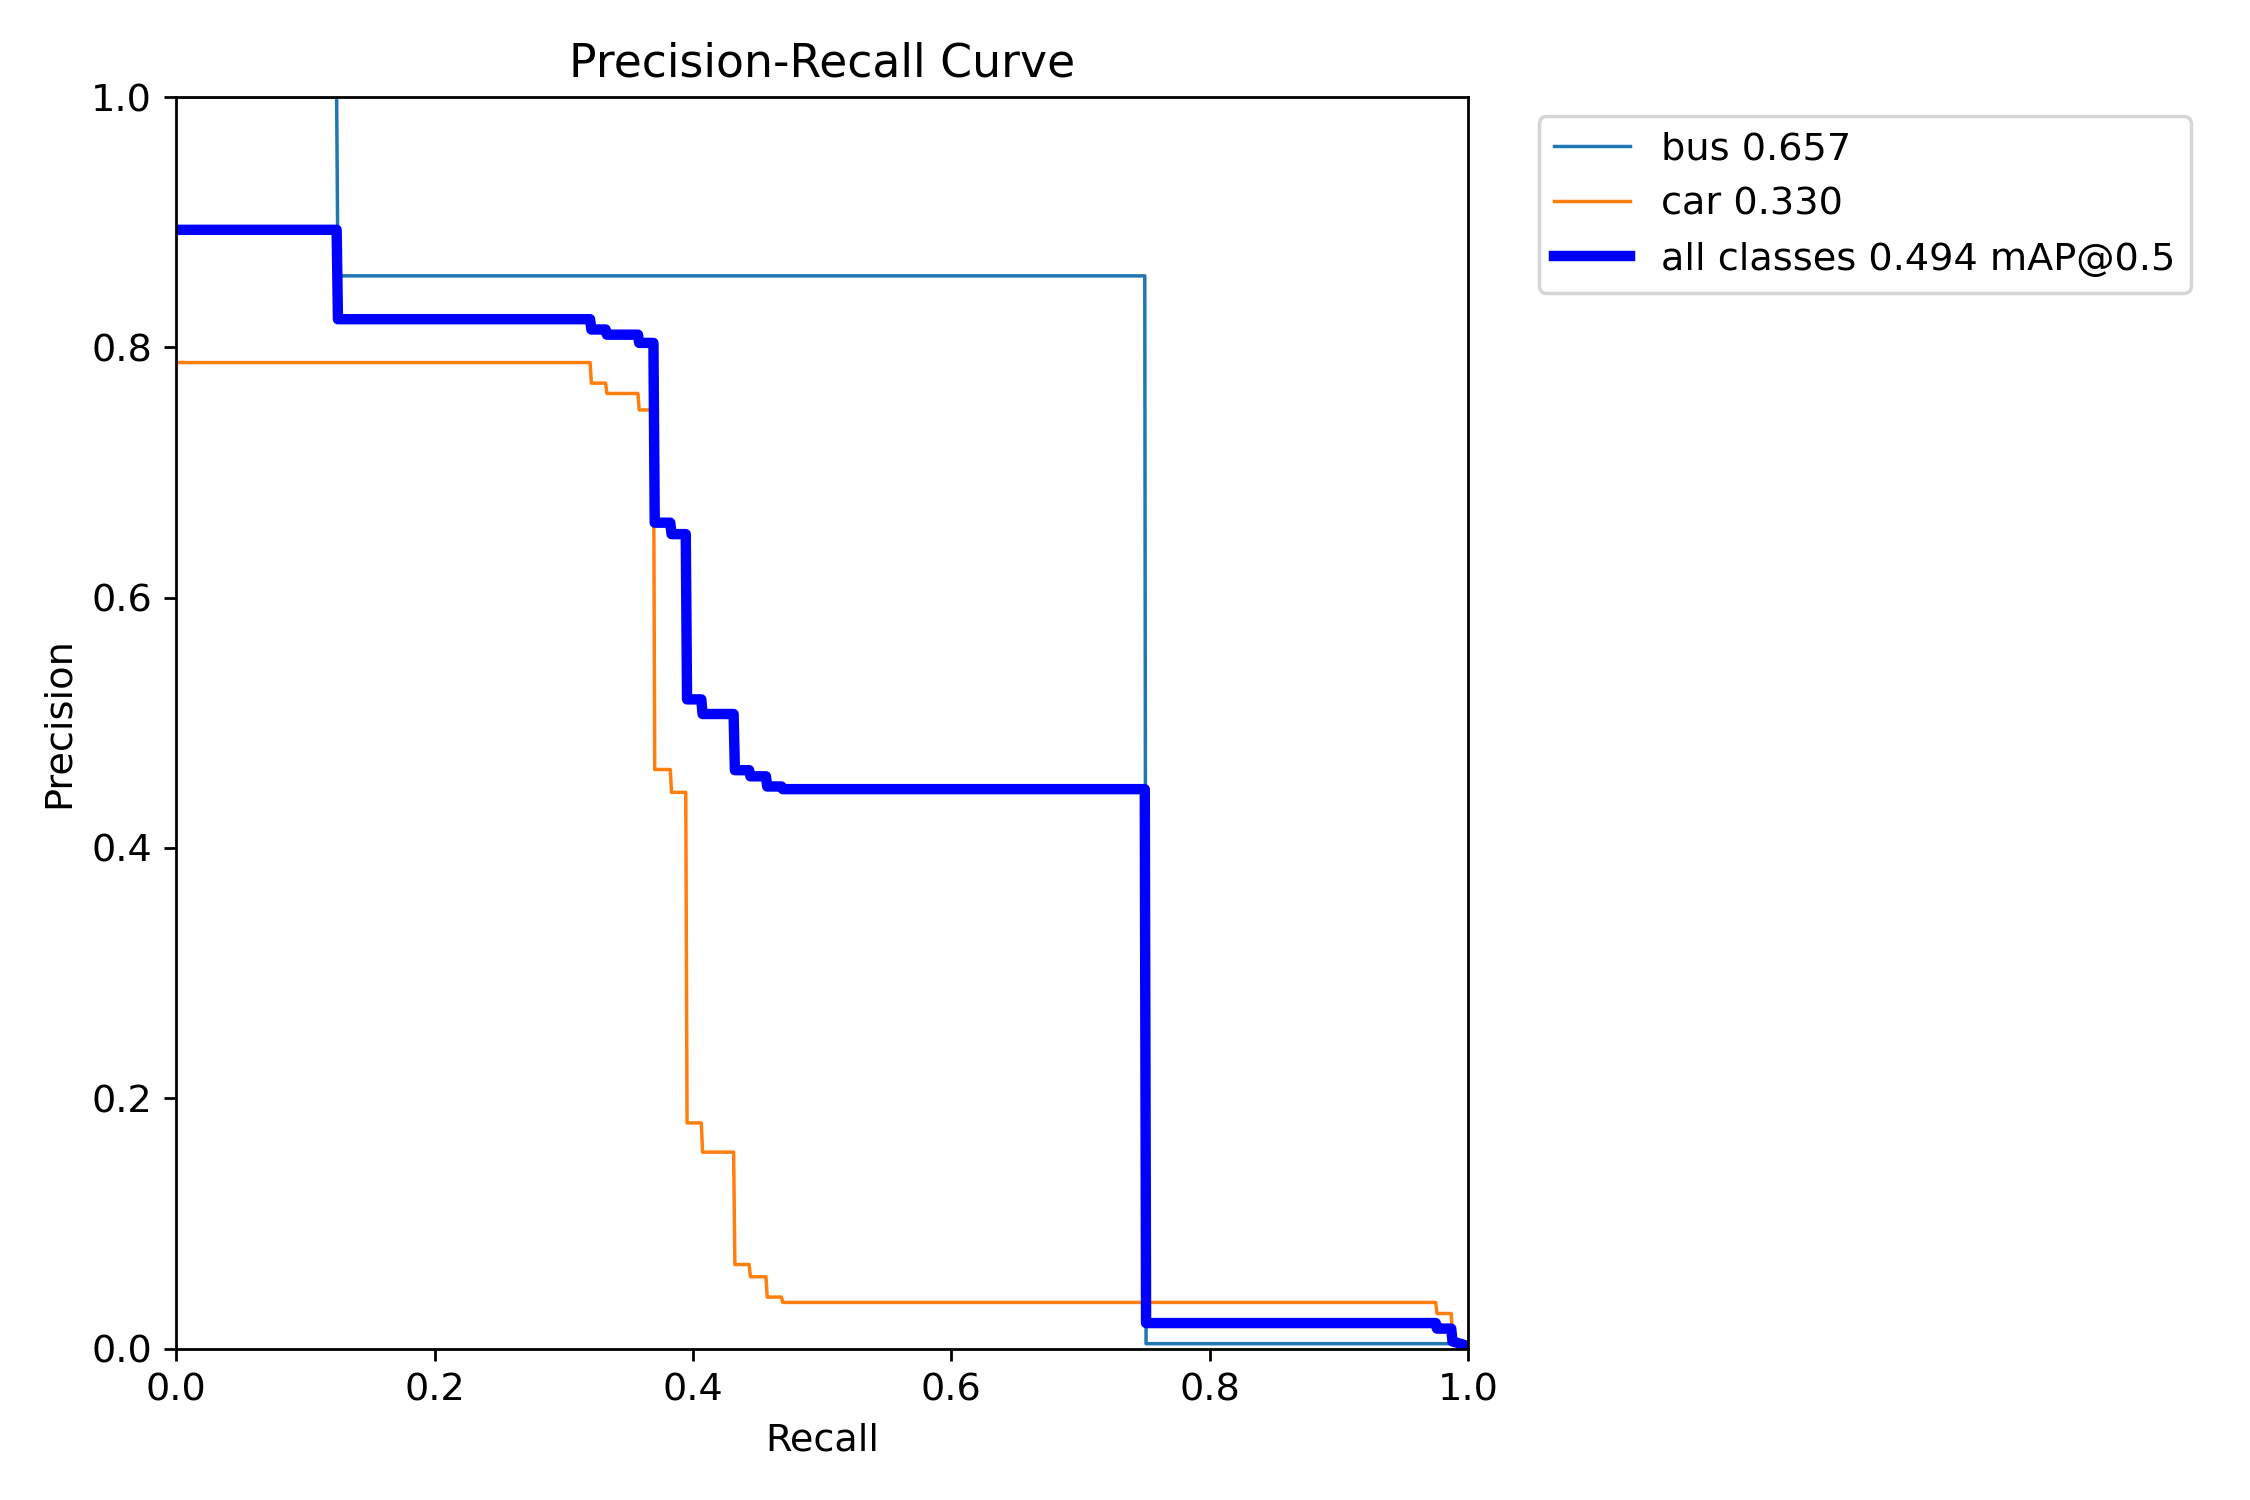 Precision-Recall Curve
1.0
0.8
0.6
0.4
0.2
0.0
Precision
0.0 0.2 0.4 0.6 0.8 1.0
Recall
bus 0.657
car 0.330
all classes 0.494 mAP@0.5